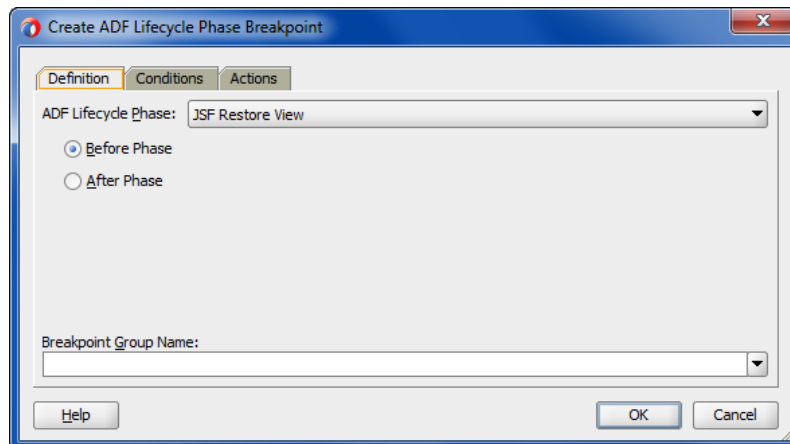 Create ADF Lifecycle Phase Breakpoint
Definition Conditions Actions
ADF Lifecycle Phase: JSF Restore View
Before Phase
After Phase
Breakpoint Group Name:
Help OK Cancel